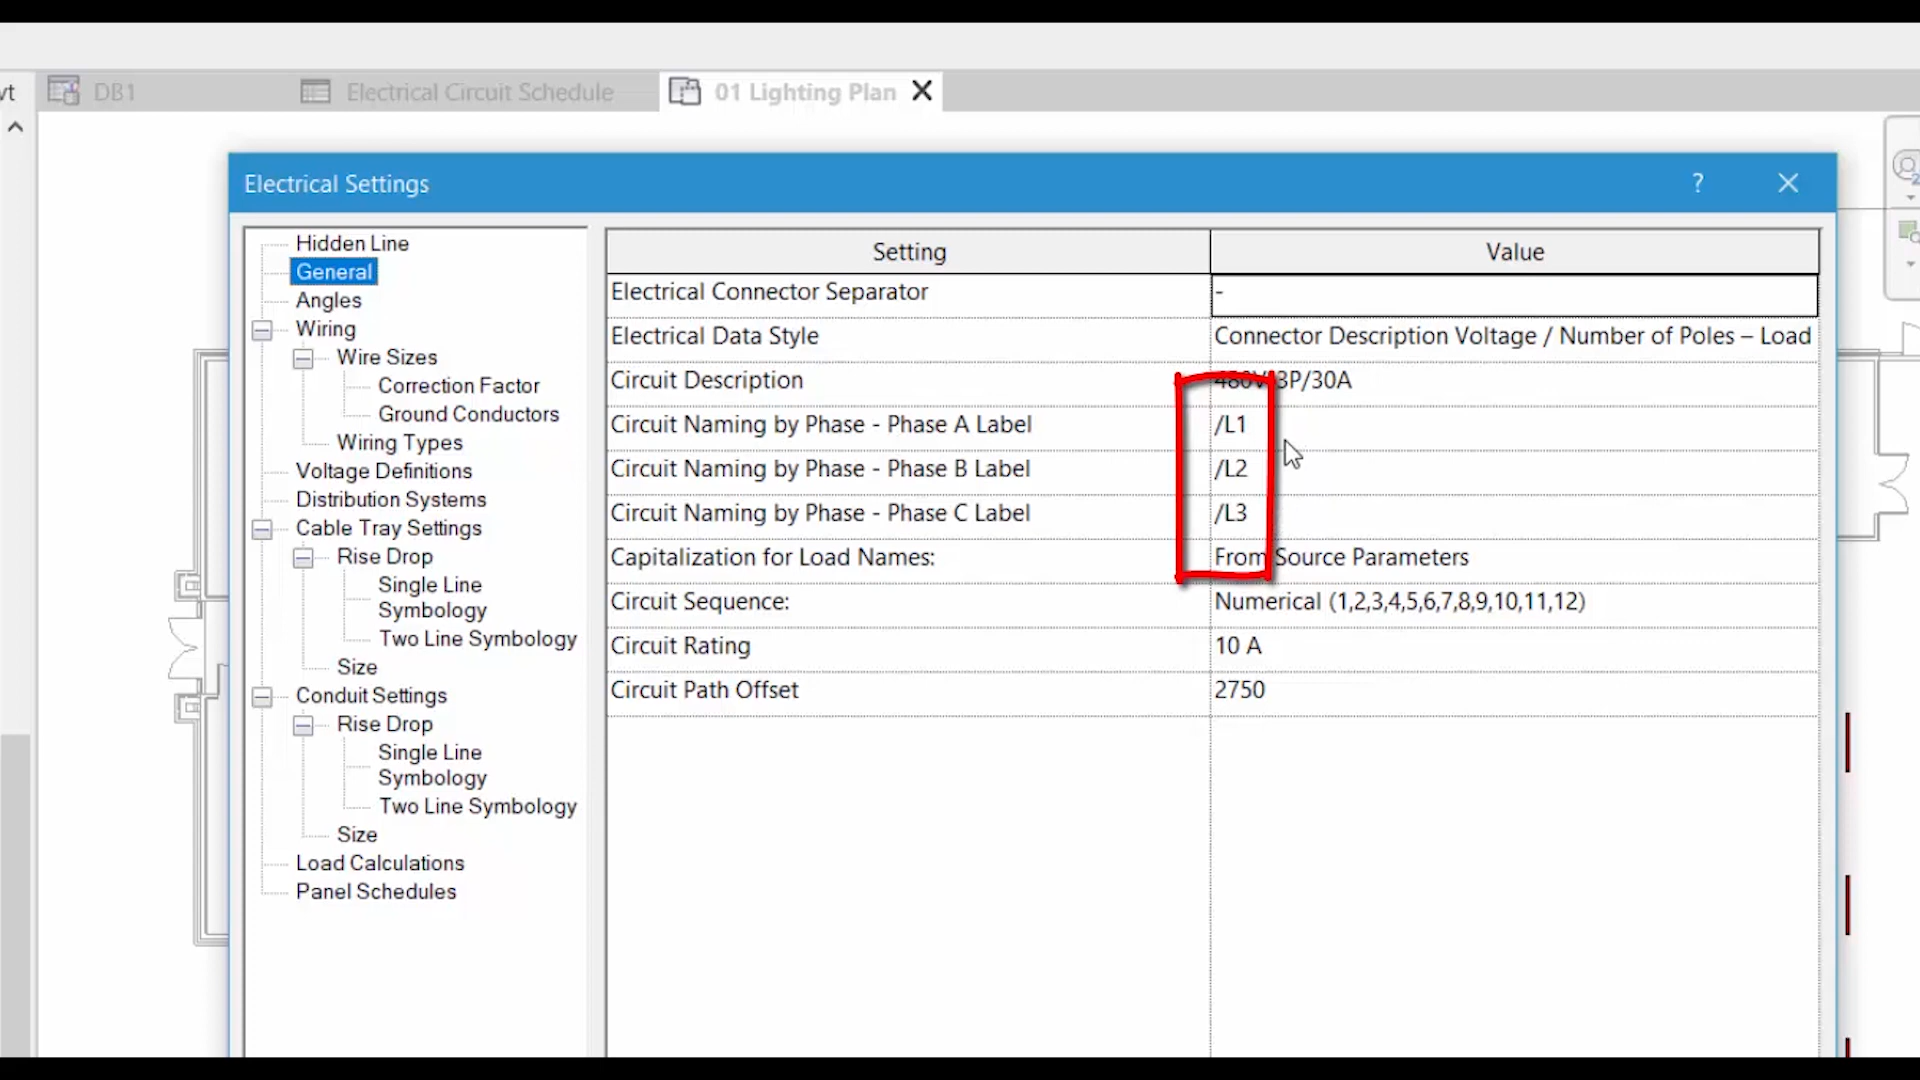 vt
DB1
Electrical Circuit Schedule
01 Lighting Plan
Electrical Settings
?
Hidden Line
General
Angles
Wiring
Wire Sizes
Correction Factor
Ground Conductors
Wiring Types
Voltage Definitions
Distribution Systems
Cable Tray Settings
Rise Drop
Single Line
Symbology
Two Line Symbology
Size
Conduit Settings
Rise Drop
Single Line
Symbology
Two Line Symbology
Size
Load Calculations
Panel Schedules
Setting Value
Electrical Connector Separator -
Electrical Data Style Connector Description Voltage / Number of Poles – Load
Circuit Description 480V/3P/30A
Circuit Naming by Phase - Phase A Label /L1
Circuit Naming by Phase - Phase B Label /L2
Circuit Naming by Phase - Phase C Label /L3
Capitalization for Load Names: From Source Parameters
Circuit Sequence: Numerical (1,2,3,4,5,6,7,8,9,10,11,12)
Circuit Rating 10 A
Circuit Path Offset 2750